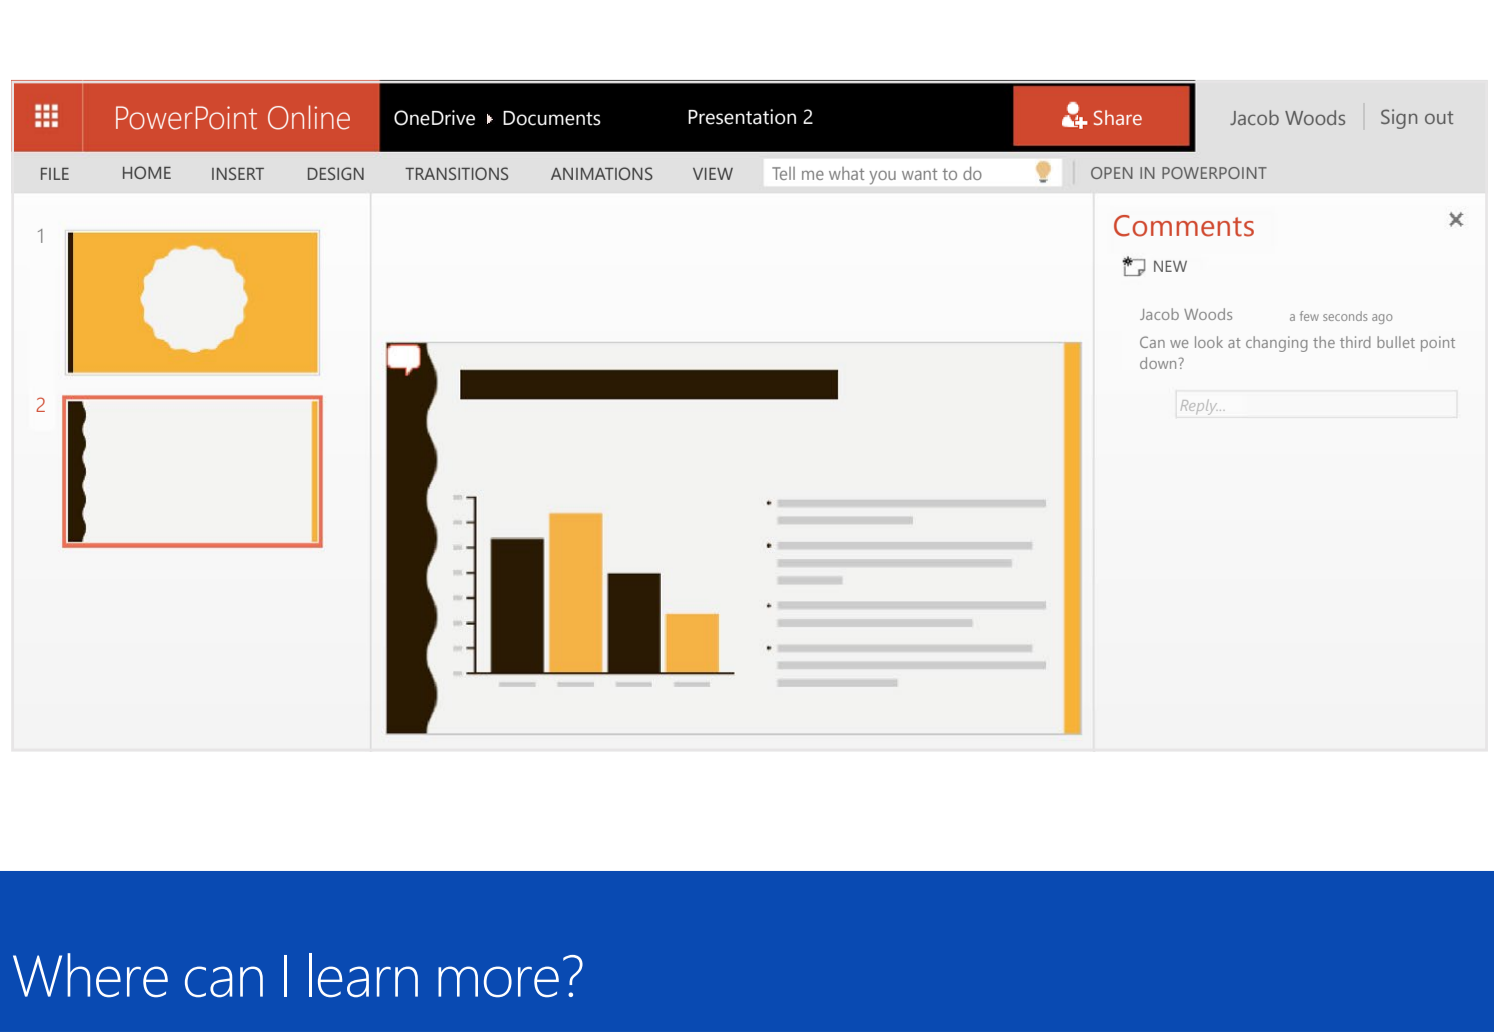 PowerPoint Online
OneDrive ▸ Documents
Presentation 2
Share
Jacob Woods
Sign out
FILE HOME INSERT DESIGN TRANSITIONS ANIMATIONS VIEW Tell me what you want to do OPEN IN POWERPOINT
1
2
Comments
NEW
Jacob Woods a few seconds ago
Can we look at changing the third bullet point
down?
Reply...
Where can I learn more?